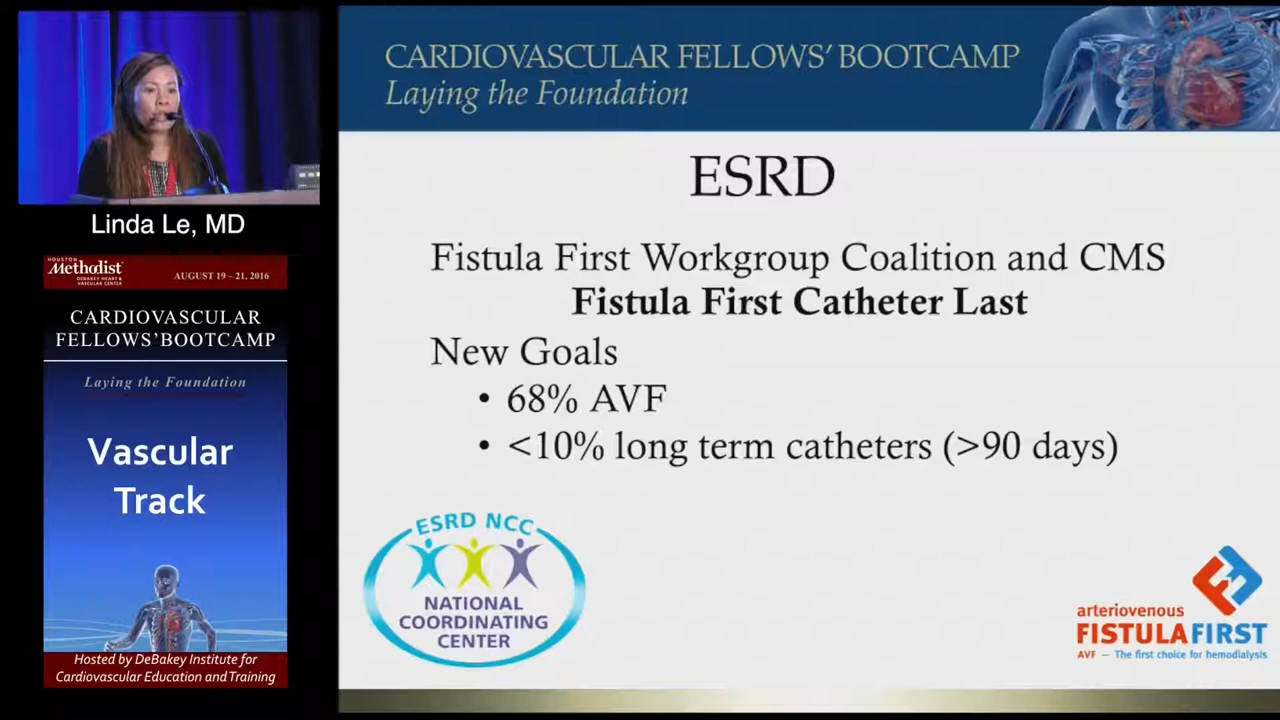 Linda Le, MD
HOUSTON
Methodist
DEBAKEY HEART &
VASCULAR CENTER
AUGUST 19 – 21, 2016
CARDIOVASCULAR
FELLOWS' BOOTCAMP
Laying the Foundation
Vascular
Track
Hosted by DeBakey Institute for
Cardiovascular Education and Training
CARDIOVASCULAR FELLOWS' BOOTCAMP
Laying the Foundation
ESRD
Fistula First Workgroup Coalition and CMS
Fistula First Catheter Last
New Goals
• 68% AVF
• <10% long term catheters (>90 days)
ESRD NCC
NATIONAL
COORDINATING
CENTER
arteriovenous
FISTULAFIRST
AVF — The first choice for hemodialysis